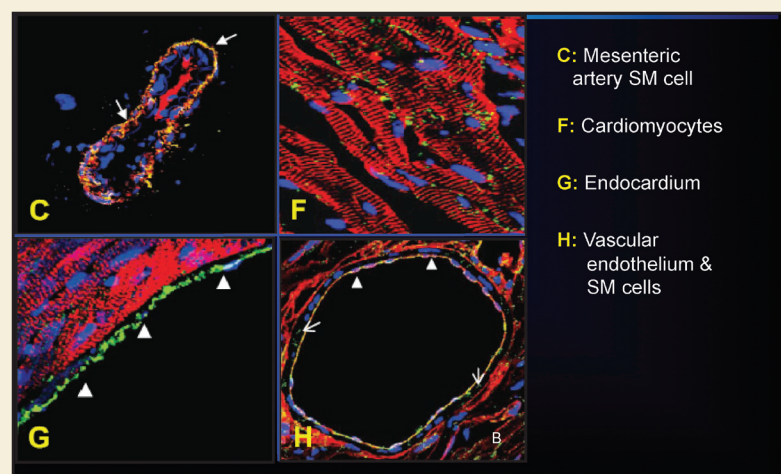 C
F
G
H
B
C: Mesenteric
artery SM cell
F: Cardiomyocytes
G: Endocardium
H: Vascular
endothelium &
SM cells